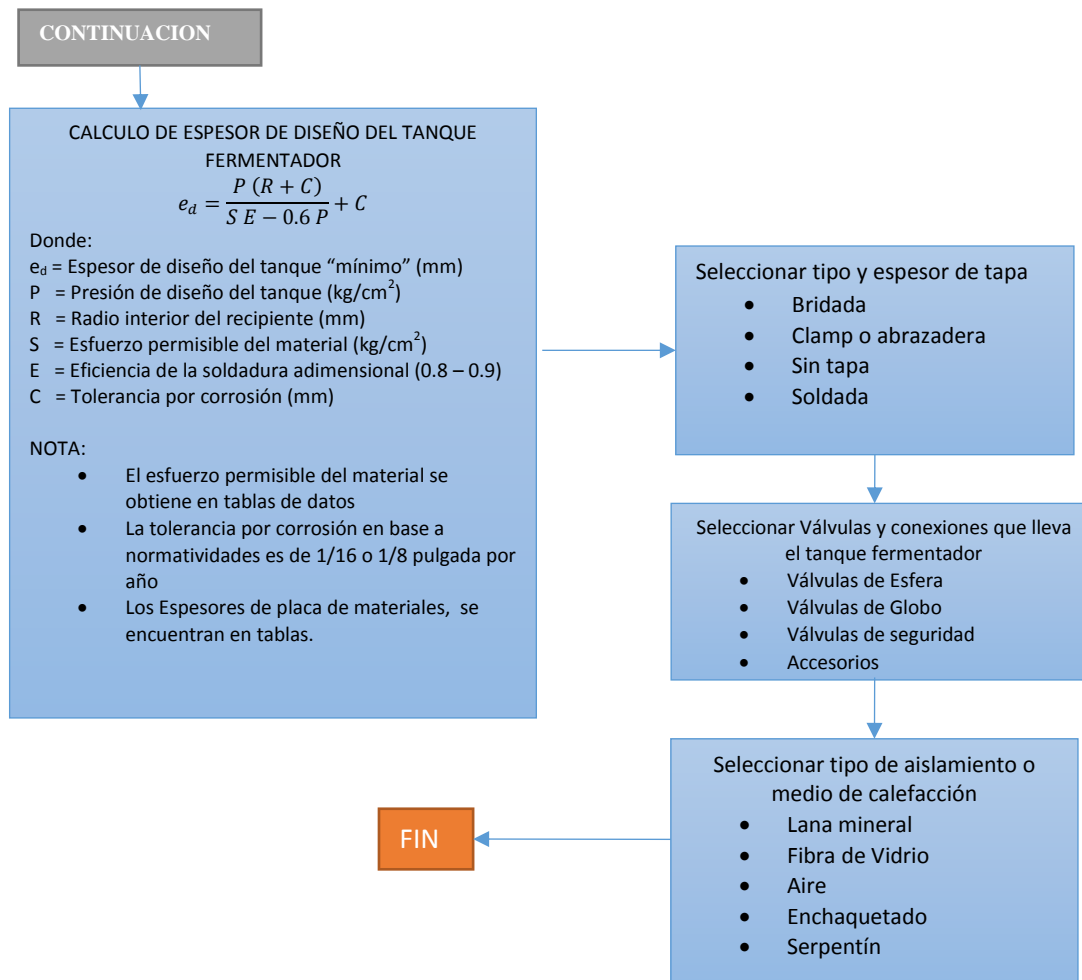 CONTINUACION
CALCULO DE ESPESOR DE DISEÑO DEL TANQUE
FERMENTADOR
e_d = P (R + C) / (S E − 0.6 P) + C
Donde:
e_d = Espesor de diseño del tanque “mínimo” (mm)
P = Presión de diseño del tanque (kg/cm²)
R = Radio interior del recipiente (mm)
S = Esfuerzo permisible del material (kg/cm²)
E = Eficiencia de la soldadura adimensional (0.8 – 0.9)
C = Tolerancia por corrosión (mm)
NOTA:
• El esfuerzo permisible del material se
obtiene en tablas de datos
• La tolerancia por corrosión en base a
normatividades es de 1/16 o 1/8 pulgada por
año
• Los Espesores de placa de materiales, se
encuentran en tablas.
Seleccionar tipo y espesor de tapa
• Bridada
• Clamp o abrazadera
• Sin tapa
• Soldada
Seleccionar Válvulas y conexiones que lleva
el tanque fermentador
• Válvulas de Esfera
• Válvulas de Globo
• Válvulas de seguridad
• Accesorios
Seleccionar tipo de aislamiento o
medio de calefacción
• Lana mineral
• Fibra de Vidrio
• Aire
• Enchaquetado
• Serpentín
FIN